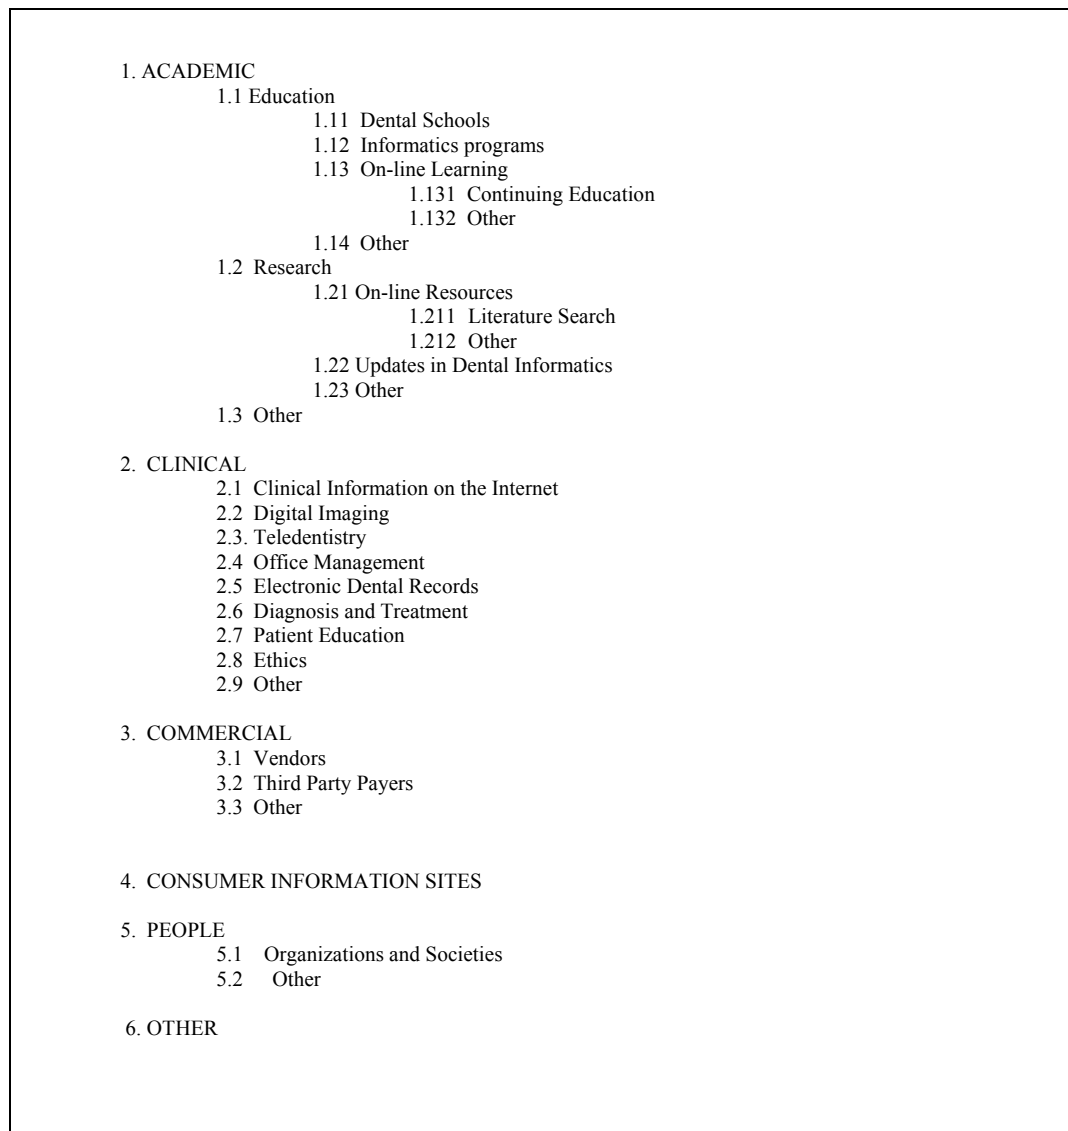 1. ACADEMIC
1.1 Education
1.11 Dental Schools
1.12 Informatics programs
1.13 On-line Learning
1.131 Continuing Education
1.132 Other
1.14 Other
1.2 Research
1.21 On-line Resources
1.211 Literature Search
1.212 Other
1.22 Updates in Dental Informatics
1.23 Other
1.3 Other
2. CLINICAL
2.1 Clinical Information on the Internet
2.2 Digital Imaging
2.3. Teledentistry
2.4 Office Management
2.5 Electronic Dental Records
2.6 Diagnosis and Treatment
2.7 Patient Education
2.8 Ethics
2.9 Other
3. COMMERCIAL
3.1 Vendors
3.2 Third Party Payers
3.3 Other
4. CONSUMER INFORMATION SITES
5. PEOPLE
5.1 Organizations and Societies
5.2 Other
6. OTHER